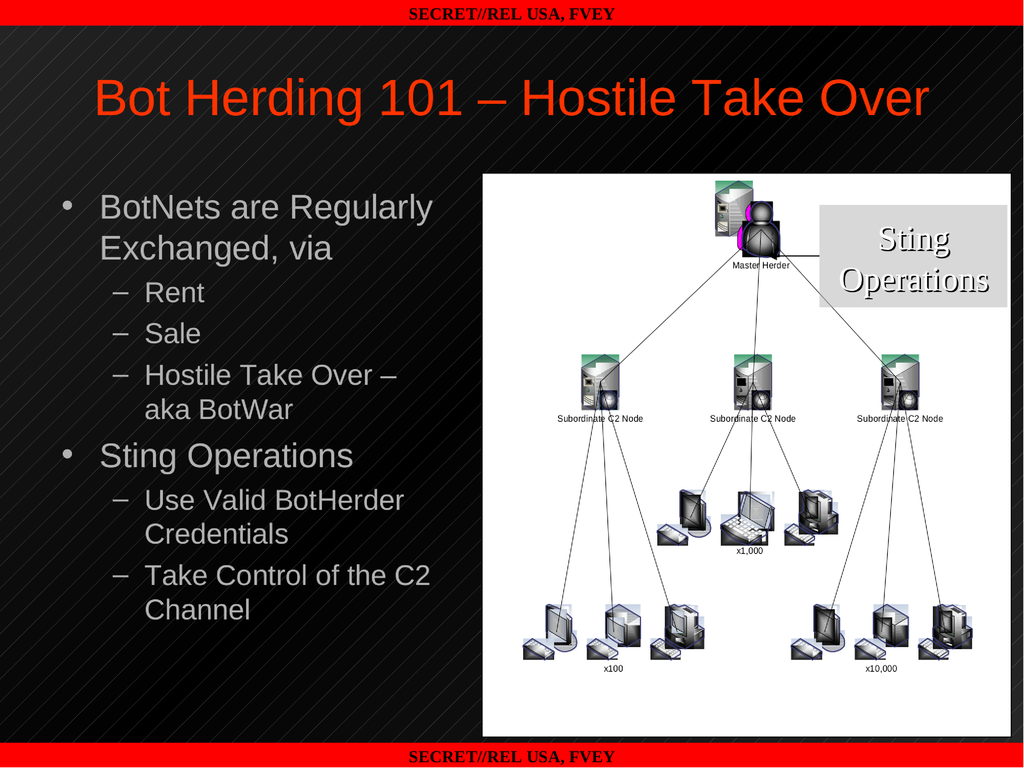 SECRET//REL USA, FVEY
Bot Herding 101 – Hostile Take Over
• BotNets are Regularly
Exchanged, via
– Rent
– Sale
– Hostile Take Over –
aka BotWar
• Sting Operations
– Use Valid BotHerder
Credentials
– Take Control of the C2
Channel
Sting
Operations
Master Herder
Subordinate C2 Node
Subordinate C2 Node
Subordinate C2 Node
x1,000
x100
x10,000
SECRET//REL USA, FVEY